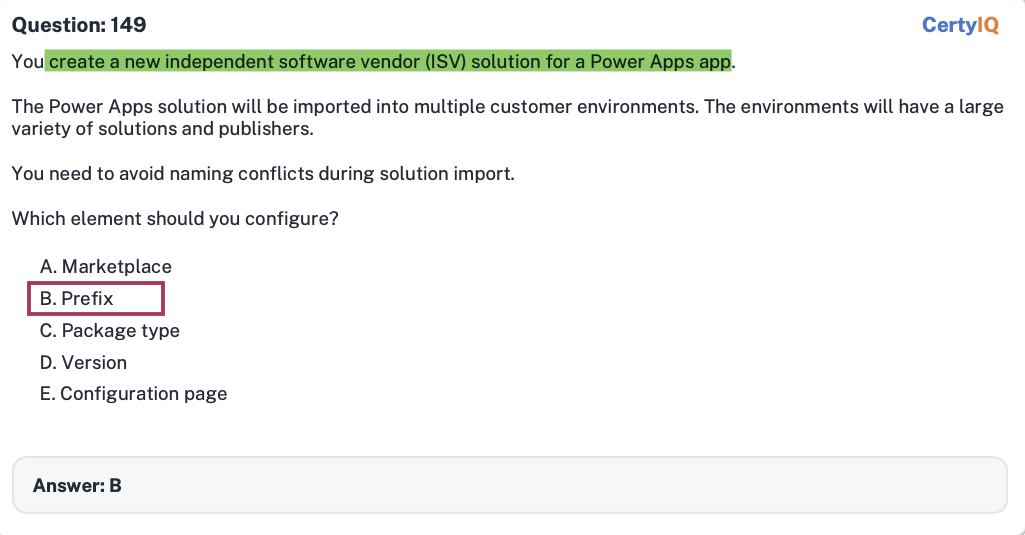 Question: 149
CertyIQ
You create a new independent software vendor (ISV) solution for a Power Apps app.
The Power Apps solution will be imported into multiple customer environments. The environments will have a large
variety of solutions and publishers.
You need to avoid naming conflicts during solution import.
Which element should you configure?
A. Marketplace
B. Prefix
C. Package type
D. Version
E. Configuration page
Answer: B